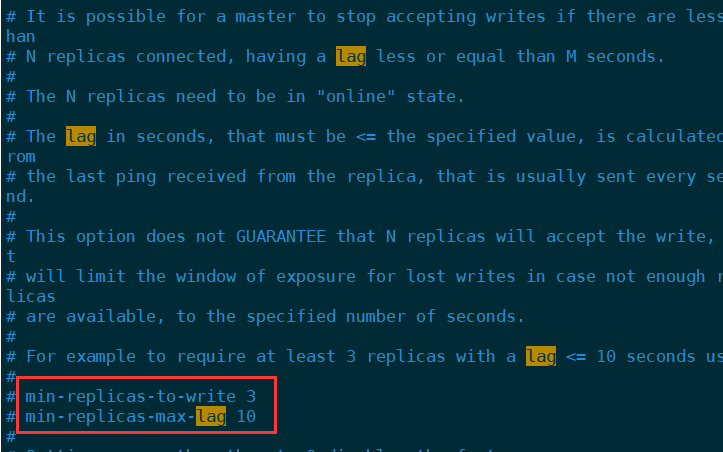 # It is possible for a master to stop accepting writes if there are less
han
# N replicas connected, having a lag less or equal than M seconds.
#
# The N replicas need to be in "online" state.
#
# The lag in seconds, that must be <= the specified value, is calculated
rom
# the last ping received from the replica, that is usually sent every se
nd.
#
# This option does not GUARANTEE that N replicas will accept the write,
t
# will limit the window of exposure for lost writes in case not enough r
licas
# are available, to the specified number of seconds.
#
# For example to require at least 3 replicas with a lag <= 10 seconds us
#
# min-replicas-to-write 3
# min-replicas-max-lag 10
#